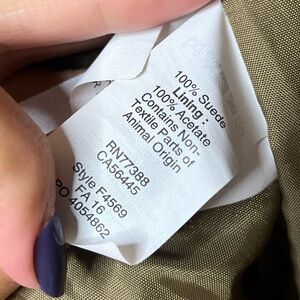 100% Suede
Lining :
100% Acetate
Contains Non-
Textile Parts of
Animal Origin
RN77388
CA56445
Style F4569
FA 16
PO 4054862